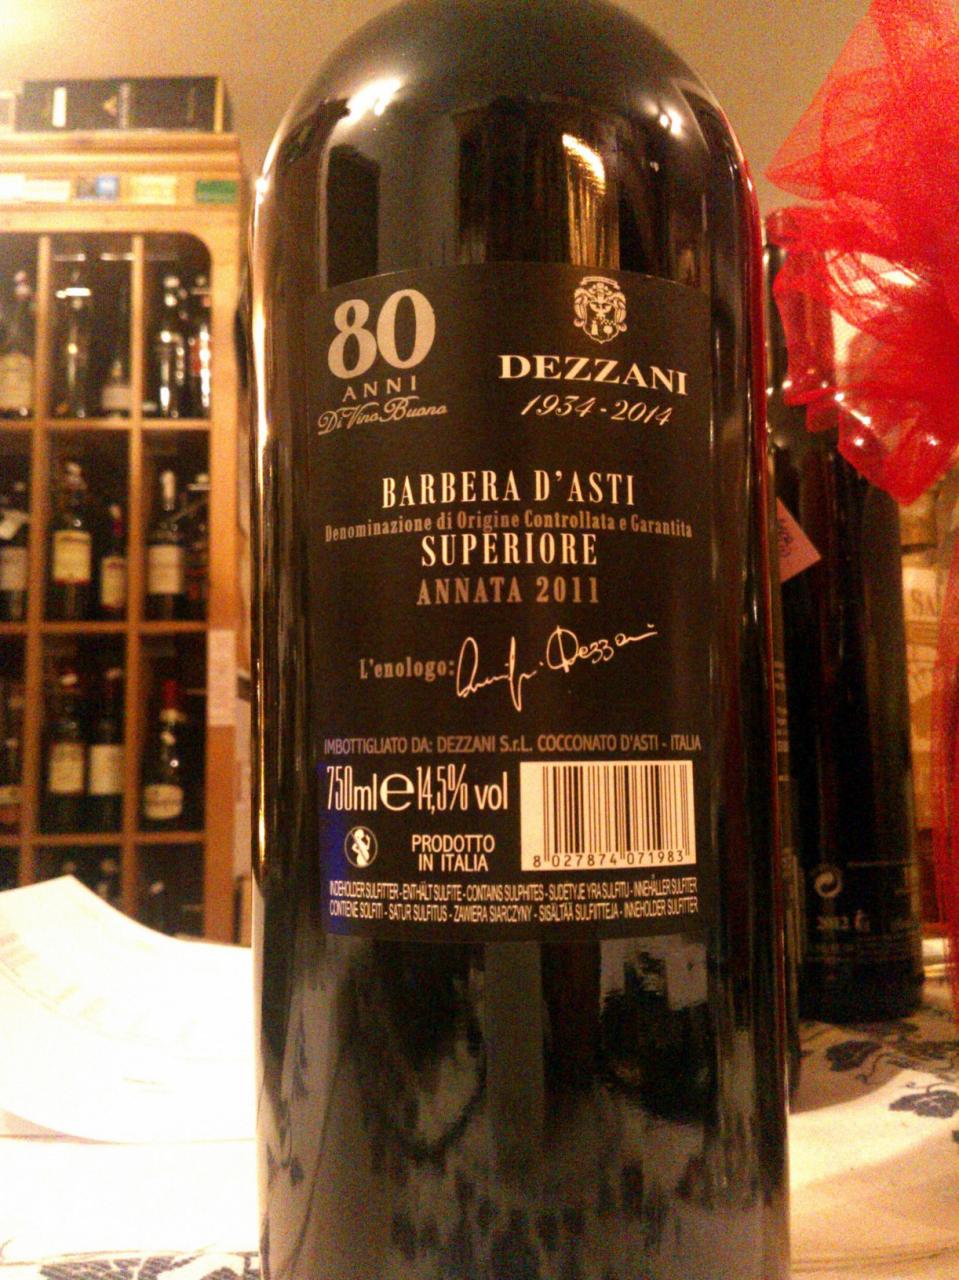 80
ANNI
Di Vino Buono
DEZZANI
1934 - 2014
BARBERA D'ASTI
Denominazione di Origine Controllata e Garantita
SUPERIORE
ANNATA 2011
L'enologo:
IMBOTTIGLIATO DA: DEZZANI S.r.L. COCCONATO D'ASTI - ITALIA
750ml e 14,5% vol
PRODOTTO
IN ITALIA
8 027874 071983
INDEHOLDER SULFITTER - ENTHÄLT SULFITE - CONTAINS SULPHITES - SUDETYJE YRA SULFITU - INNEHÅLLER SULFITER
CONTIENE SOLFITI - SATUR SULFITUS - ZAWIERA SIARCZYNY - SISÄLTÄÄ SULFIITTEJA - INNEHOLDER SULFITTER
2012
SA